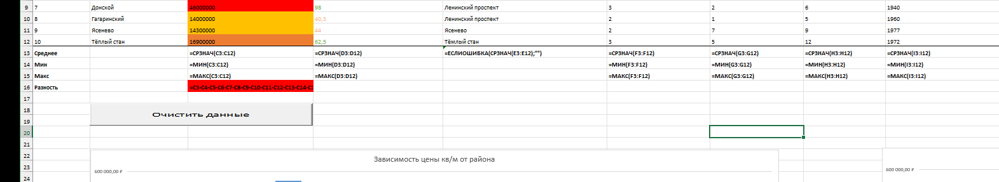 9 7 Донской 46000000 98 Ленинский проспект 3 2 6 1940
10 8 Гагаринский 14000000 40,3 Ленинский проспект 2 1 5 1960
11 9 Ясенево 14300000 44 Ясенево 2 7 9 1977
12 10 Тёплый стан 16900000 62,5 Тёмлый стан 3 5 12 1972
13 Среднее =СРЗНАЧ(C3:C12) =СРЗНАЧ(D3:D12) =ЕСЛИОШИБКА(СРЗНАЧ(E3:E12);"") =СРЗНАЧ(F3:F12) =СРЗНАЧ(G3:G12) =СРЗНАЧ(H3:H12) =СРЗНАЧ(I3:I12)
14 Мин =МИН(C3:C12) =МИН(D3:D12) =МИН(F3:F12) =МИН(G3:G12) =МИН(H3:H12) =МИН(I3:I12)
15 Макс =МАКС(C3:C12) =МАКС(D3:D12) =МАКС(F3:F12) =МАКС(G3:G12) =МАКС(H3:H12) =МАКС(I3:I12)
16 Разность =C3-C4-C5-C6-C7-C8-C9-C10-C11-C12-C13-C14-C1
17
18
Очистить данные
19
20
21
22
Зависимость цены кв/м от района
23
600 000,00 ₽ 600 000,00 ₽
24